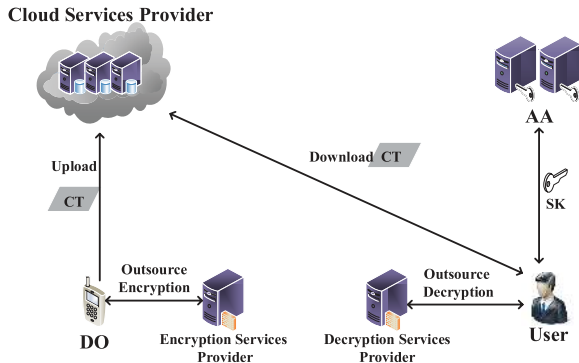 Cloud Services Provider
AA
Upload
CT
Download
CT
SK
Outsource
Encryption
Outsource
Decryption
DO
Encryption Services
Provider
Decryption Services
Provider
User